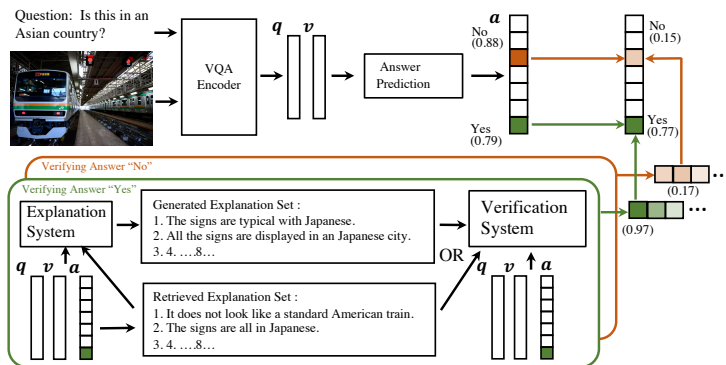 Question: Is this in an
Asian country?
VQA
Encoder
q v
Answer
Prediction
a
No
(0.88)
Yes
(0.79)
No
(0.15)
Yes
(0.77)
Verifying Answer “No”
Verifying Answer “Yes”
(0.17)
(0.97)
...
...
Explanation
System
Generated Explanation Set :
1. The signs are typical with Japanese.
2. All the signs are displayed in an Japanese city.
3. 4. ….8…
Verification
System
OR
q v a
Retrieved Explanation Set :
1. It does not look like a standard American train.
2. The signs are all in Japanese.
3. 4. ….8…
q v a